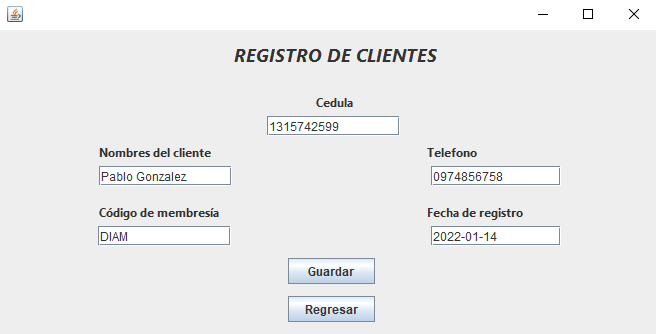 REGISTRO DE CLIENTES
Cedula
1315742599
Nombres del cliente
Telefono
Pablo Gonzalez
0974856758
Código de membresía
Fecha de registro
DIAM
2022-01-14
Guardar
Regresar